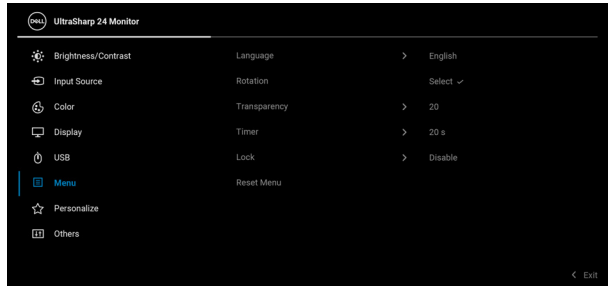 DELL UltraSharp 24 Monitor
Brightness/Contrast Language > English
Input Source Rotation Select ✓
Color Transparency > 20
Display Timer > 20 s
USB Lock > Disable
Menu Reset Menu
Personalize
Others
< Exit